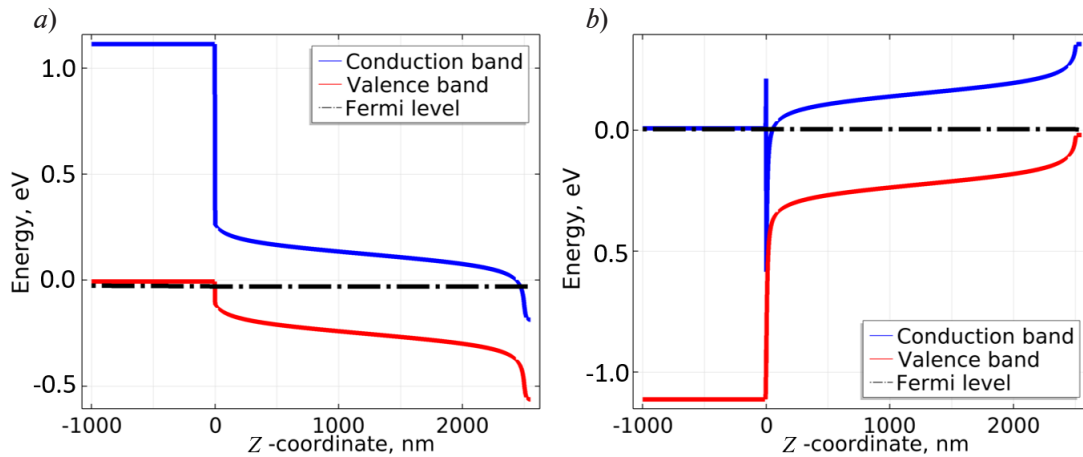 a)
1.0
0.5
0.0
-0.5
Energy, eV
Conduction band
Valence band
Fermi level
-1000 0 1000 2000
Z -coordinate, nm
b)
0.0
0.5
-1.0
Energy, eV
Conduction band
Valence band
Fermi level
-1000 0 1000 2000
Z -coordinate, nm